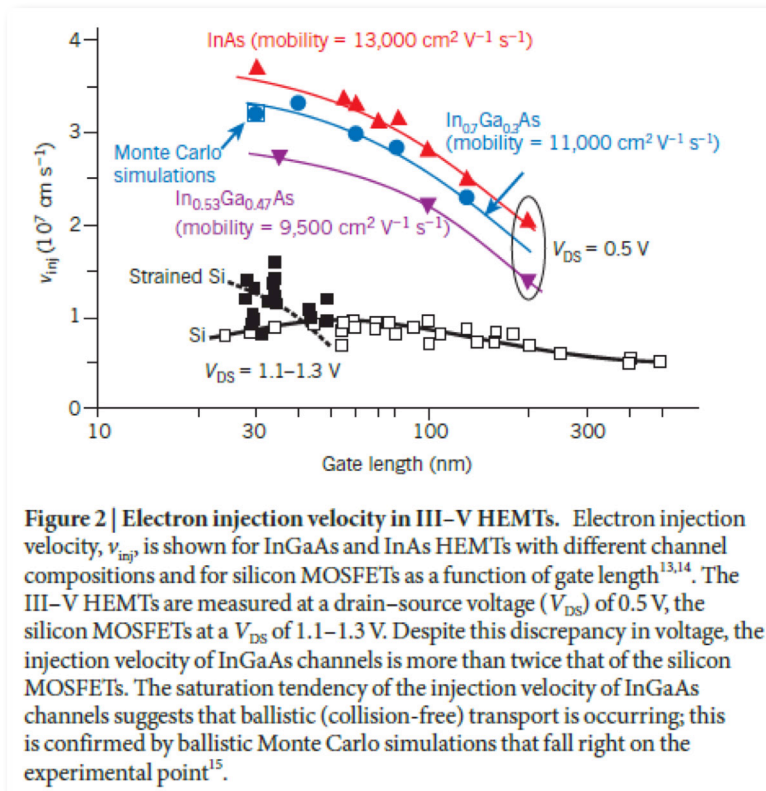 4
InAs (mobility = 13,000 cm² V⁻¹ s⁻¹)
3
In₀.₇Ga₀.₃As
(mobility = 11,000 cm² V⁻¹ s⁻¹)
Monte Carlo
simulations
In₀.₅₃Ga₀.₄₇As
(mobility = 9,500 cm² V⁻¹ s⁻¹)
v_inj (10⁷ cm s⁻¹)
2
V_DS = 0.5 V
Strained Si
1
Si
V_DS = 1.1–1.3 V
0
10 30 100 300
Gate length (nm)
Figure 2 | Electron injection velocity in III–V HEMTs. Electron injection
velocity, v_inj, is shown for InGaAs and InAs HEMTs with different channel
compositions and for silicon MOSFETs as a function of gate length¹³,¹⁴. The
III–V HEMTs are measured at a drain–source voltage (V_DS) of 0.5 V, the
silicon MOSFETs at a V_DS of 1.1–1.3 V. Despite this discrepancy in voltage, the
injection velocity of InGaAs channels is more than twice that of the silicon
MOSFETs. The saturation tendency of the injection velocity of InGaAs
channels suggests that ballistic (collision-free) transport is occurring; this
is confirmed by ballistic Monte Carlo simulations that fall right on the
experimental point¹⁵.